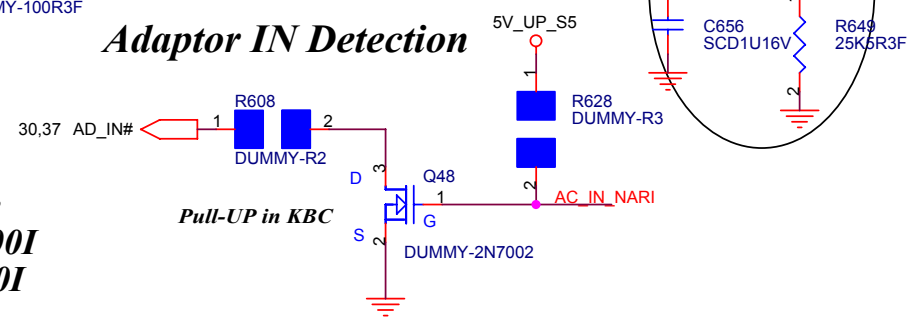 MY-100R3F
Adaptor IN Detection
5V_UP_S5
C656
SCD1U16V
R649
25K5R3F
2
1
R628
DUMMY-R3
2
R608
1
2
DUMMY-R2
30,37 AD_IN#
3
D
Q48
1
G
AC_IN_NARI
Pull-UP in KBC
S
2
DUMMY-2N7002
00I
0I